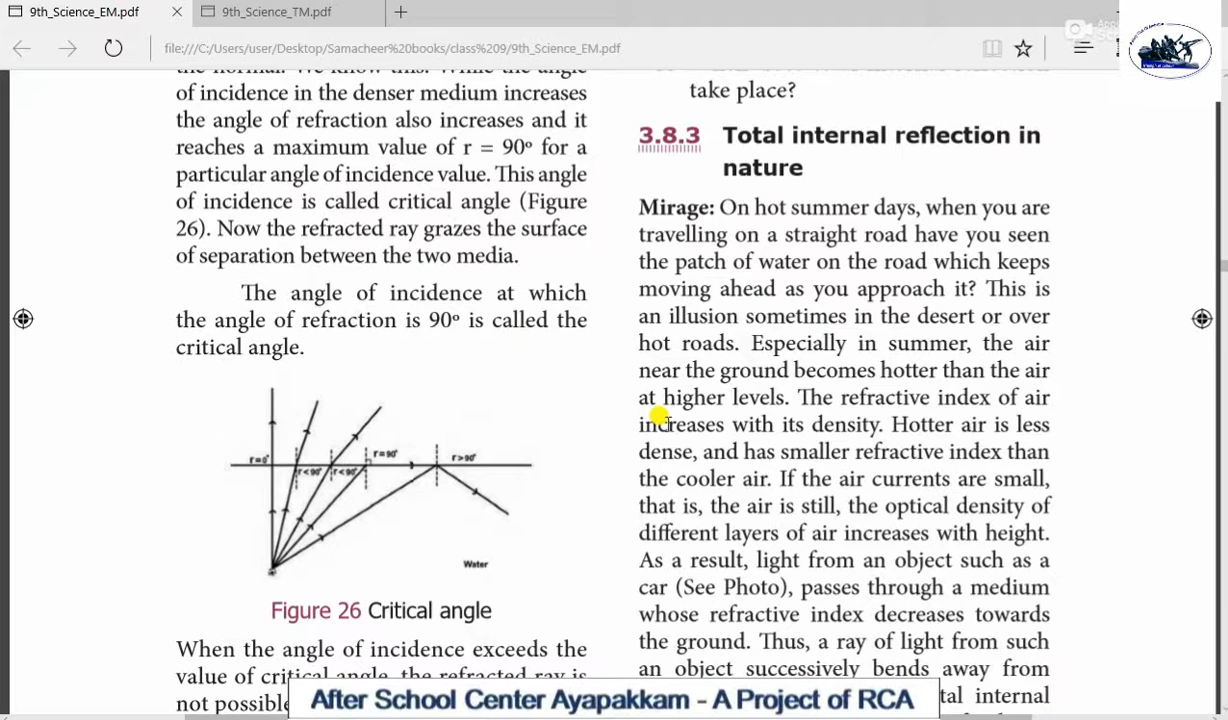 9th_Science_EM.pdf
9th_Science_TM.pdf
file:///C:/Users/user/Desktop/Samacheer%20books/class%209/9th_Science_EM.pdf
of incidence in the denser medium increases
the angle of refraction also increases and it
reaches a maximum value of r = 90º for a
particular angle of incidence value. This angle
of incidence is called critical angle (Figure
26). Now the refracted ray grazes the surface
of separation between the two media.
The angle of incidence at which
the angle of refraction is 90º is called the
critical angle.
r=0° r<90° r<90° r=90° r>90°
Water
Figure 26 Critical angle
When the angle of incidence exceeds the
value of critical angle, the refracted ray is
not possible
take place?
3.8.3 Total internal reflection in
nature
Mirage: On hot summer days, when you are
travelling on a straight road have you seen
the patch of water on the road which keeps
moving ahead as you approach it? This is
an illusion sometimes in the desert or over
hot roads. Especially in summer, the air
near the ground becomes hotter than the air
at higher levels. The refractive index of air
increases with its density. Hotter air is less
dense, and has smaller refractive index than
the cooler air. If the air currents are small,
that is, the air is still, the optical density of
different layers of air increases with height.
As a result, light from an object such as a
car (See Photo), passes through a medium
whose refractive index decreases towards
the ground. Thus, a ray of light from such
an object successively bends away from
tal internal
After School Center Ayapakkam - A Project of RCA